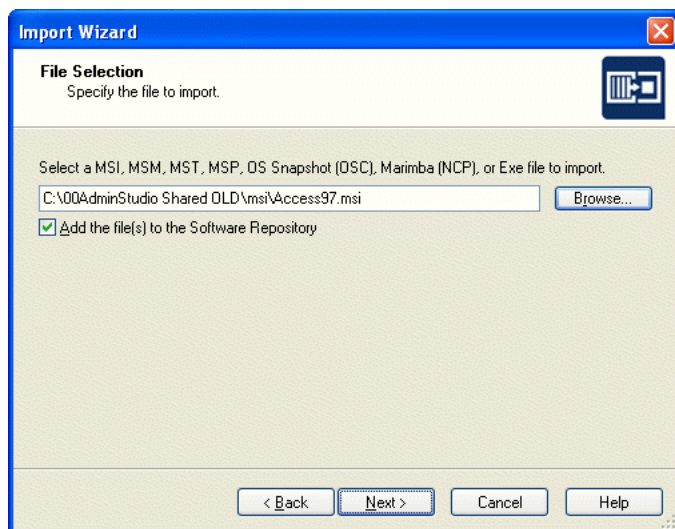 Import Wizard
File Selection
Specify the file to import.
Select a MSI, MSM, MST, MSP, OS Snapshot (OSC), Marimba (NCP), or Exe file to import.
C:\00AdminStudio Shared OLD\msi\Access97.msi
Browse...
Add the file(s) to the Software Repository
< Back
Next >
Cancel
Help